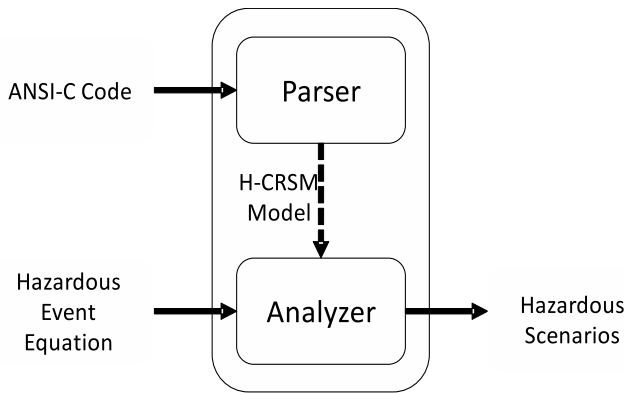 ANSI-C Code
Parser
H-CRSM
Model
Hazardous
Event
Equation
Analyzer
Hazardous
Scenarios